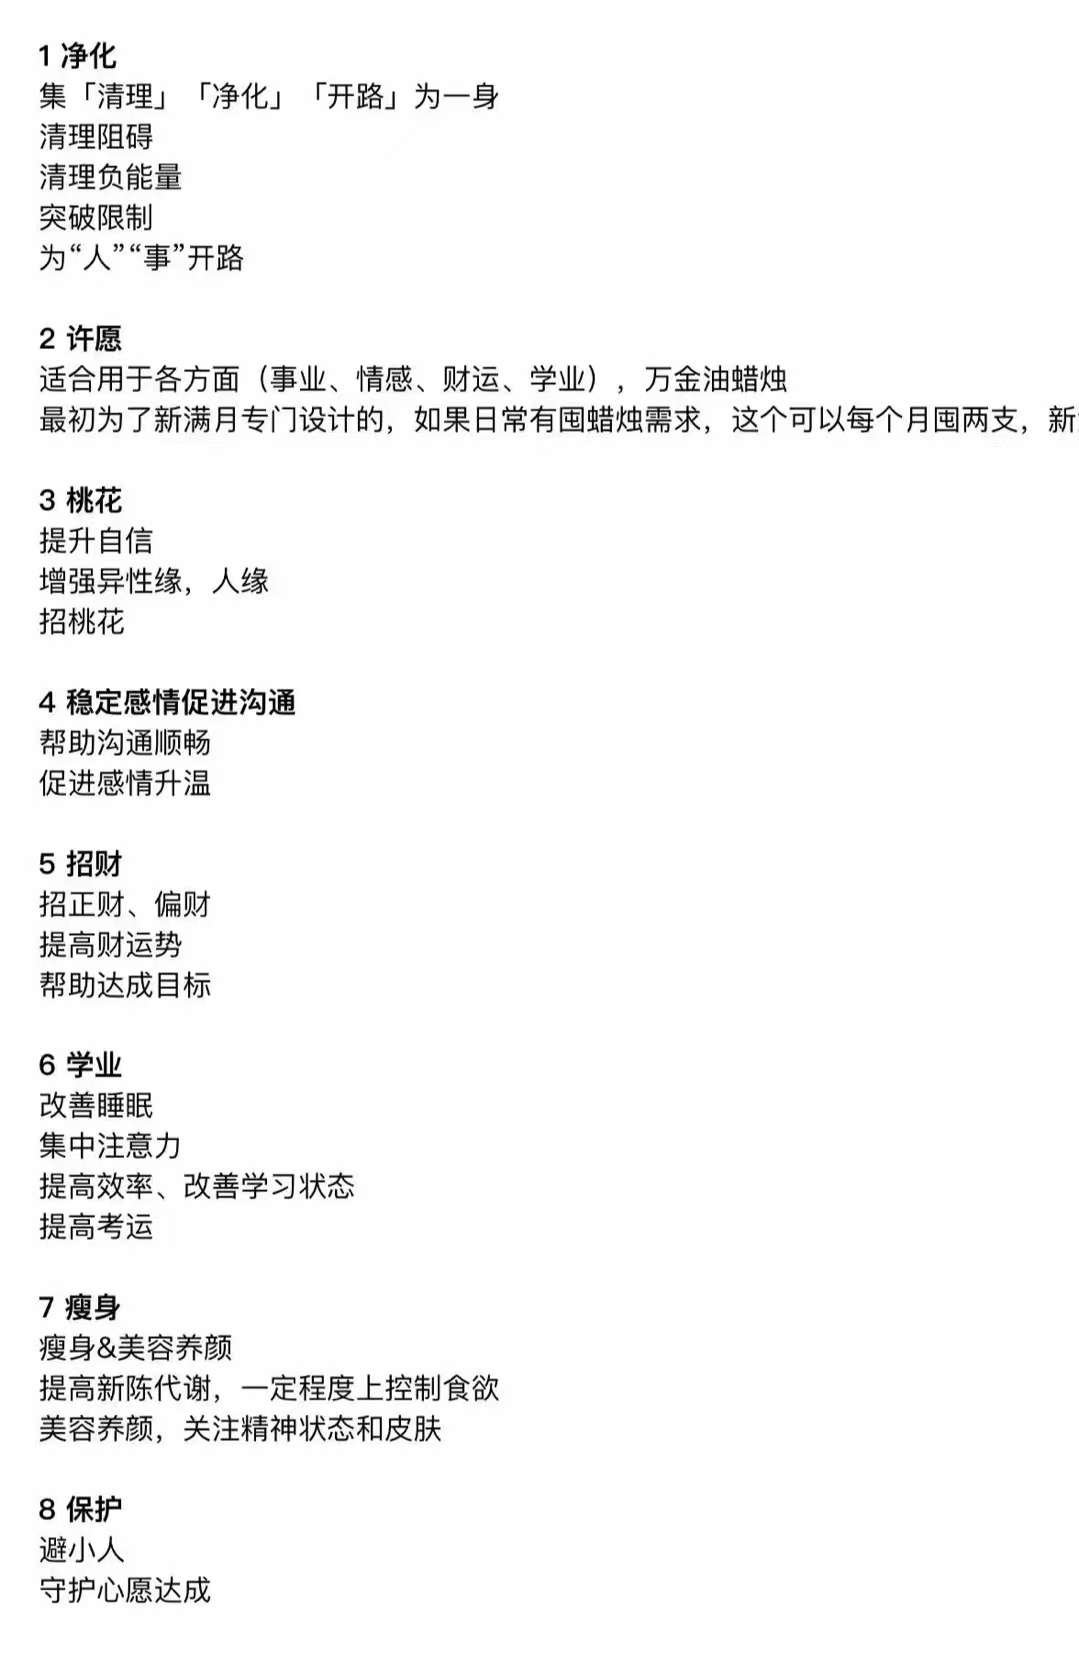 1 净化
集「清理」「净化」「开路」为一身
清理阻碍
清理负能量
突破限制
为“人”“事”开路
2 许愿
适合用于各方面（事业、情感、财运、学业），万金油蜡烛
最初为了新满月专门设计的，如果日常有囤蜡烛需求，这个可以每个月囤两支，新
3 桃花
提升自信
增强异性缘，人缘
招桃花
4 稳定感情促进沟通
帮助沟通顺畅
促进感情升温
5 招财
招正财、偏财
提高财运势
帮助达成目标
6 学业
改善睡眠
集中注意力
提高效率、改善学习状态
提高考运
7 瘦身
瘦身&美容养颜
提高新陈代谢，一定程度上控制食欲
美容养颜，关注精神状态和皮肤
8 保护
避小人
守护心愿达成